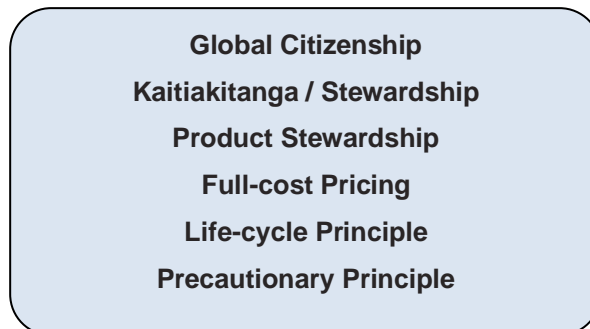 Global Citizenship
Kaitiakitanga / Stewardship
Product Stewardship
Full-cost Pricing
Life-cycle Principle
Precautionary Principle